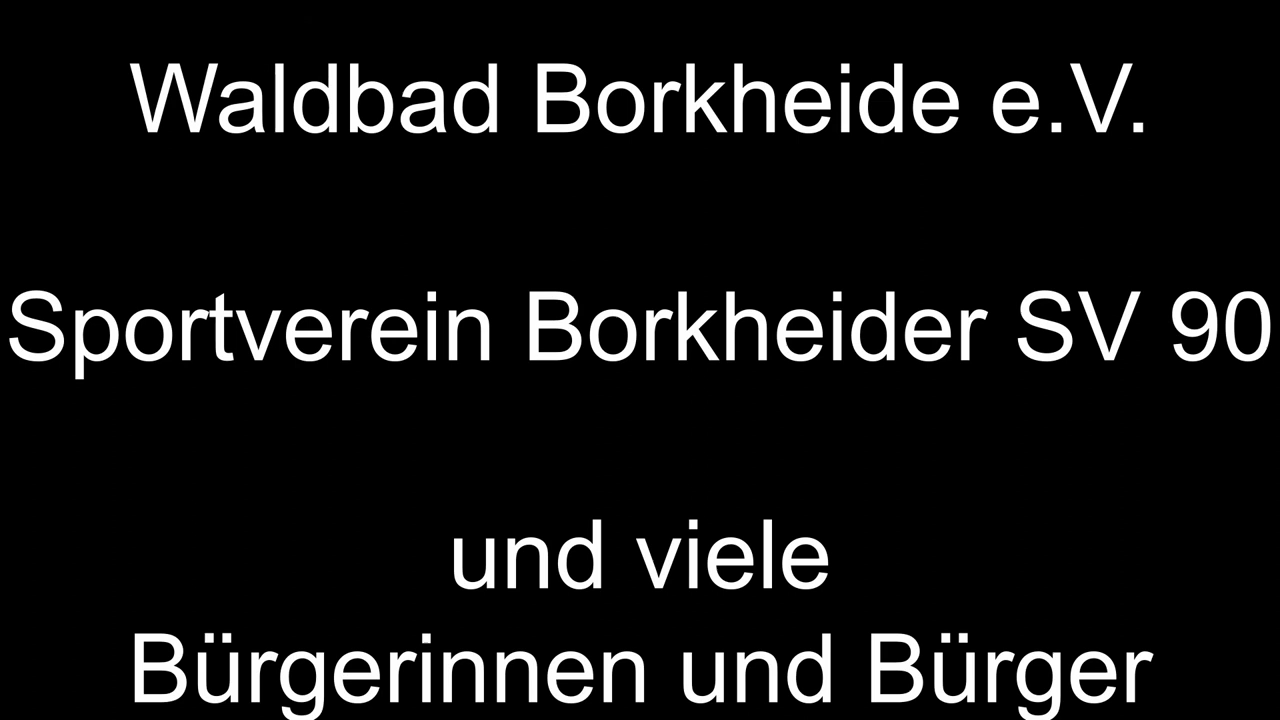 Waldbad Borkheide e.V.
Sportverein Borkheider SV 90
und viele
Bürgerinnen und Bürger